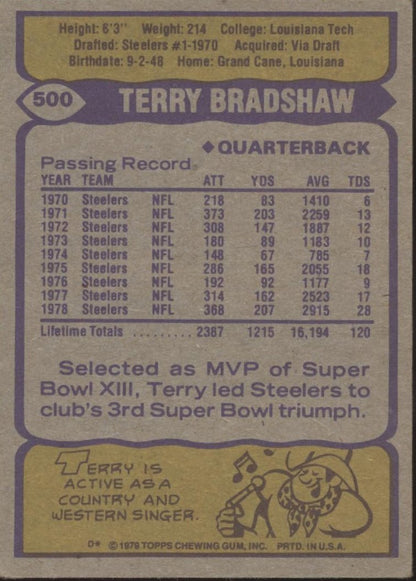 Height: 6'3" Weight: 214 College: Louisiana Tech
Drafted: Steelers #1-1970 Acquired: Via Draft
Birthdate: 9-2-48 Home: Grand Cane, Louisiana
500 TERRY BRADSHAW
◆QUARTERBACK
Passing Record
YEAR TEAM ATT YDS AVG TDS
1970 Steelers NFL 218 83 1410 6
1971 Steelers NFL 373 203 2259 13
1972 Steelers NFL 308 147 1887 12
1973 Steelers NFL 180 89 1183 10
1974 Steelers NFL 148 67 785 7
1975 Steelers NFL 286 165 2055 18
1976 Steelers NFL 192 92 1177 9
1977 Steelers NFL 314 162 2523 17
1978 Steelers NFL 368 207 2915 28
Lifetime Totals ......... 2387 1215 16,194 120
Selected as MVP of Super
Bowl XIII, Terry led Steelers to
club's 3rd Super Bowl triumph.
TERRY IS
ACTIVE AS A
COUNTRY AND
WESTERN SINGER.
D* © 1979 TOPPS CHEWING GUM, INC. PRTD. IN U.S.A.